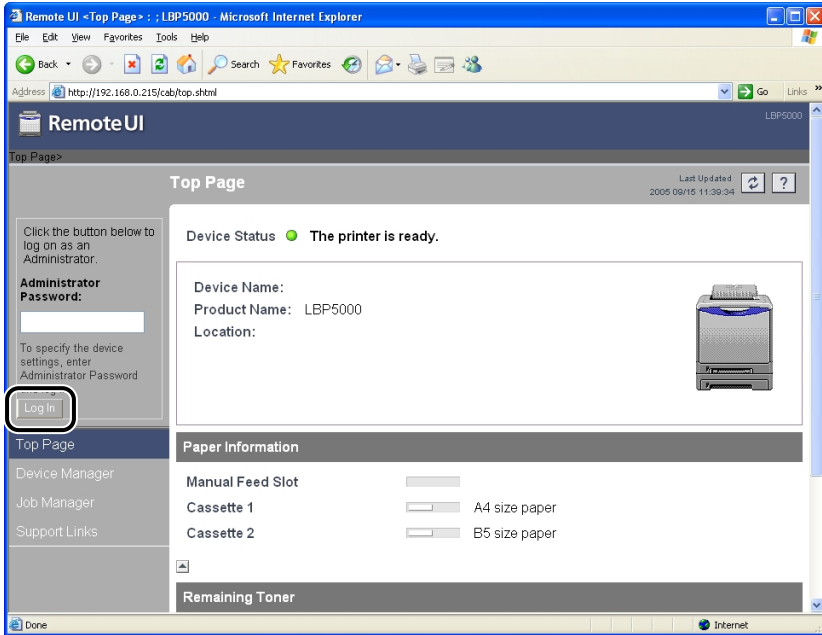 Remote UI <Top Page> : ; LBP5000 - Microsoft Internet Explorer
File Edit View Favorites Tools Help
Back Search Favorites
Address http://192.168.0.215/cab/top.shtml Go Links »
RemoteUI
LBP5000
Top Page>
Top Page
Last Updated
2005 09/15 11:39:34
?
Click the button below to
log on as an
Administrator.
Administrator
Password:
To specify the device
settings, enter
Administrator Password
Log In
Top Page
Device Manager
Job Manager
Support Links
Device Status The printer is ready.
Device Name:
Product Name: LBP5000
Location:
Paper Information
Manual Feed Slot
Cassette 1 A4 size paper
Cassette 2 B5 size paper
Remaining Toner
Done Internet